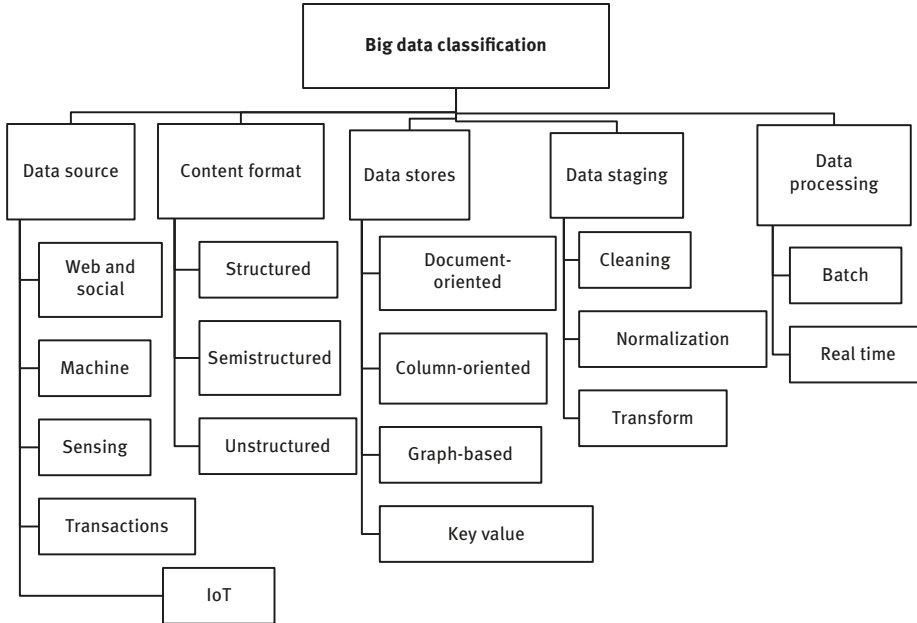 Big data classification
Data source
Content format
Data stores
Data staging
Data
processing
Web and
social
Machine
Sensing
Transactions
IoT
Structured
Semistructured
Unstructured
Document-
oriented
Column-oriented
Graph-based
Key value
Cleaning
Normalization
Transform
Batch
Real time